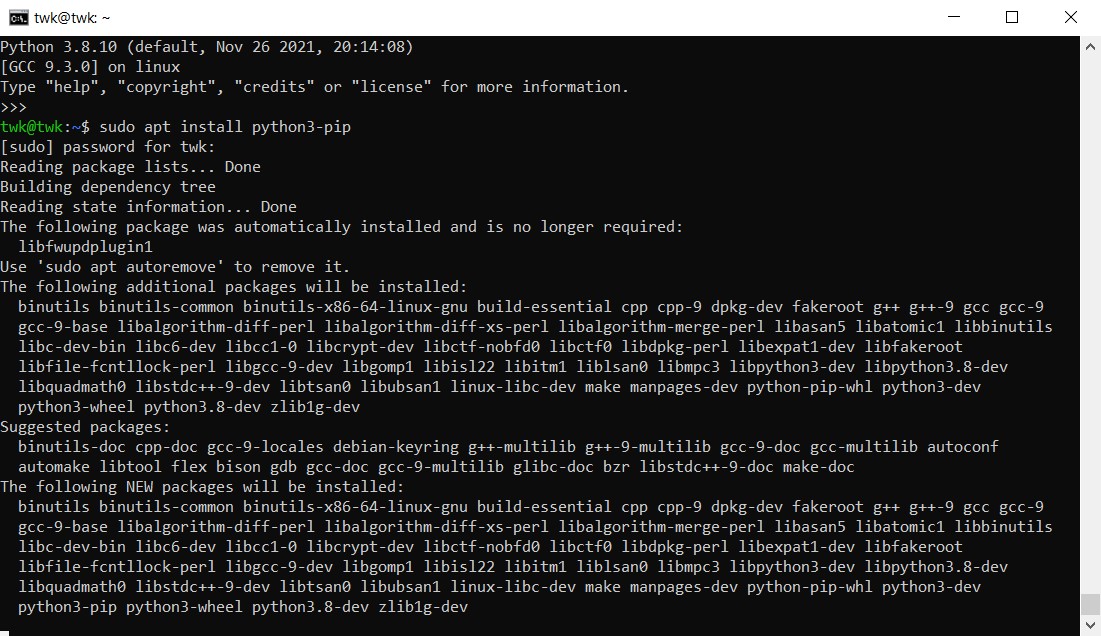 twk@twk: ~
Python 3.8.10 (default, Nov 26 2021, 20:14:08)
[GCC 9.3.0] on linux
Type "help", "copyright", "credits" or "license" for more information.
>>>
twk@twk:~$ sudo apt install python3-pip
[sudo] password for twk:
Reading package lists... Done
Building dependency tree
Reading state information... Done
The following package was automatically installed and is no longer required:
  libfwupdplugin1
Use 'sudo apt autoremove' to remove it.
The following additional packages will be installed:
  binutils binutils-common binutils-x86-64-linux-gnu build-essential cpp cpp-9 dpkg-dev fakeroot g++ g++-9 gcc gcc-9
  gcc-9-base libalgorithm-diff-perl libalgorithm-diff-xs-perl libalgorithm-merge-perl libasan5 libatomic1 libbinutils
  libc-dev-bin libc6-dev libcc1-0 libcrypt-dev libctf-nobfd0 libctf0 libdpkg-perl libexpat1-dev libfakeroot
  libfile-fcntllock-perl libgcc-9-dev libgomp1 libisl22 libitm1 liblsan0 libmpc3 libpython3-dev libpython3.8-dev
  libquadmath0 libstdc++-9-dev libtsan0 libubsan1 linux-libc-dev make manpages-dev python-pip-whl python3-dev
  python3-wheel python3.8-dev zlib1g-dev
Suggested packages:
  binutils-doc cpp-doc gcc-9-locales debian-keyring g++-multilib g++-9-multilib gcc-9-doc gcc-multilib autoconf
  automake libtool flex bison gdb gcc-doc gcc-9-multilib glibc-doc bzr libstdc++-9-doc make-doc
The following NEW packages will be installed:
  binutils binutils-common binutils-x86-64-linux-gnu build-essential cpp cpp-9 dpkg-dev fakeroot g++ g++-9 gcc gcc-9
  gcc-9-base libalgorithm-diff-perl libalgorithm-diff-xs-perl libalgorithm-merge-perl libasan5 libatomic1 libbinutils
  libc-dev-bin libc6-dev libcc1-0 libcrypt-dev libctf-nobfd0 libctf0 libdpkg-perl libexpat1-dev libfakeroot
  libfile-fcntllock-perl libgcc-9-dev libgomp1 libisl22 libitm1 liblsan0 libmpc3 libpython3-dev libpython3.8-dev
  libquadmath0 libstdc++-9-dev libtsan0 libubsan1 linux-libc-dev make manpages-dev python-pip-whl python3-dev
  python3-pip python3-wheel python3.8-dev zlib1g-dev